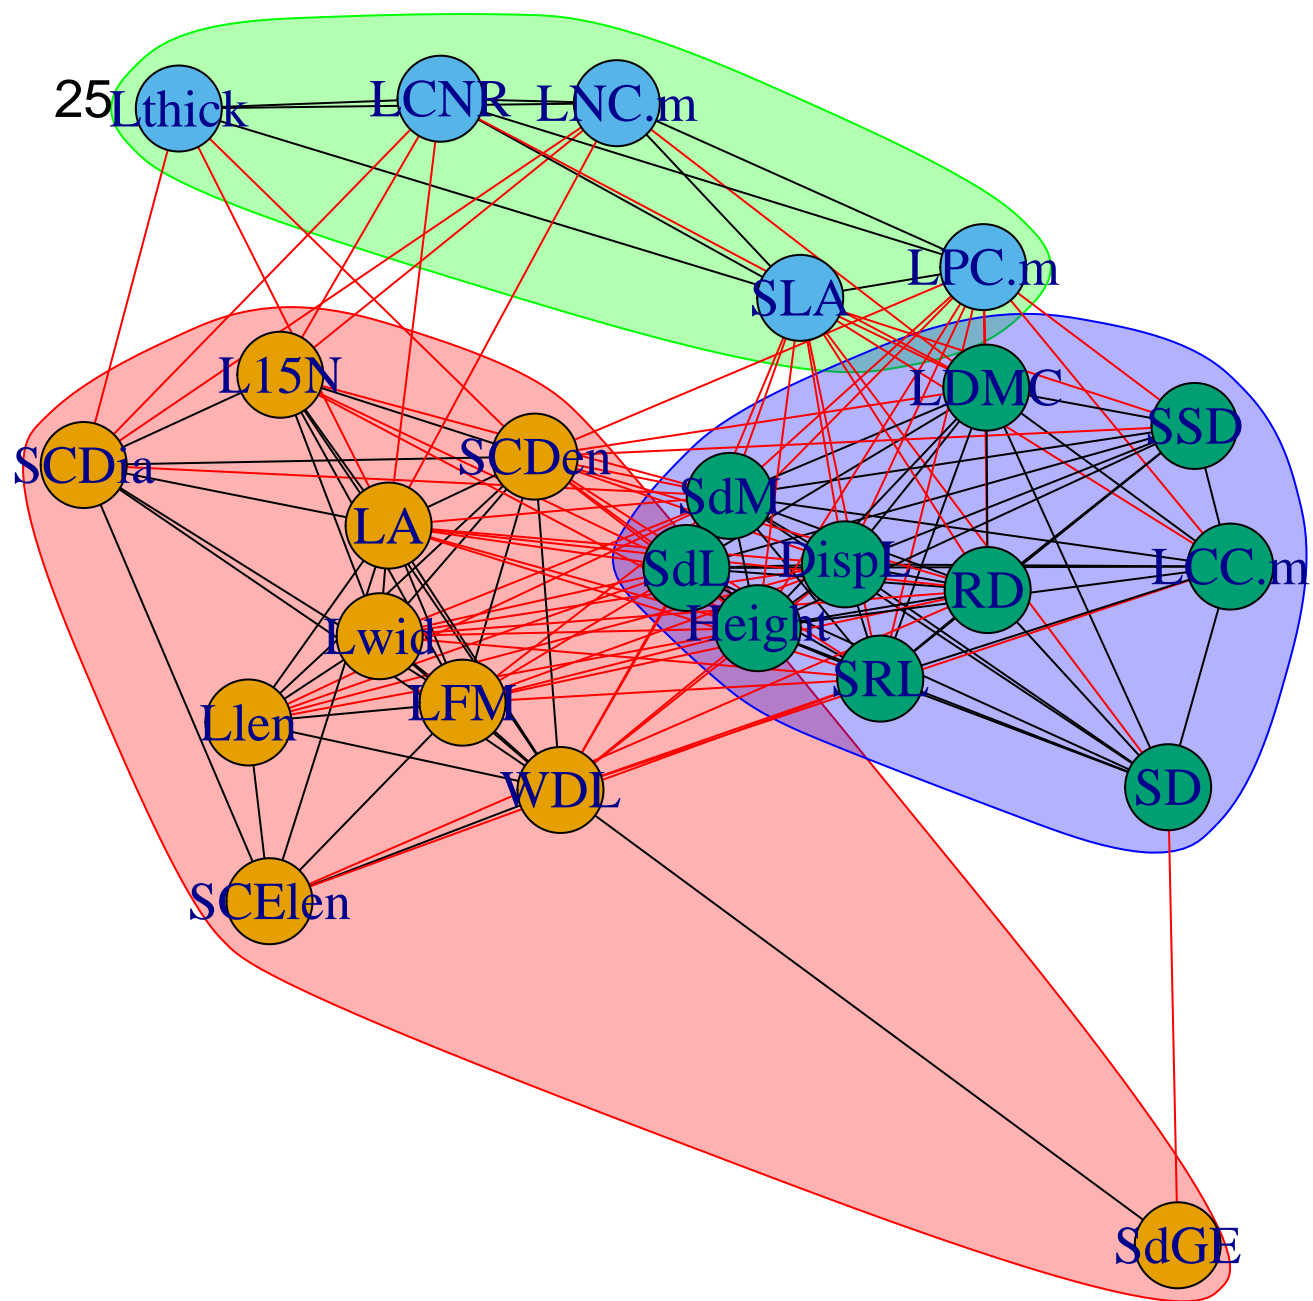 25
Lthick
LCNR
LNC.m
LPC.m
SLA
L15N
LDMC
SSD
SCDia
SCDen
SdM
LA
SdL
DispL
RD
LCC.m
Lwid
Height
SRL
Llen
LFM
WDL
SD
SCElen
SdGE